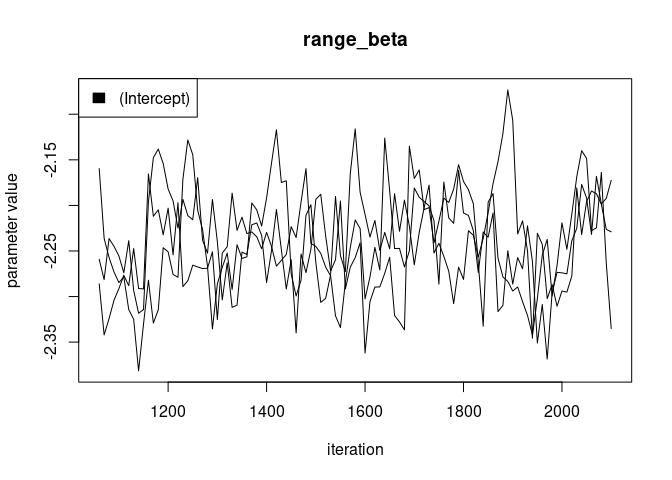 range_beta
(Intercept)
parameter value
-2.15
-2.25
-2.35
1200 1400 1600 1800 2000
iteration